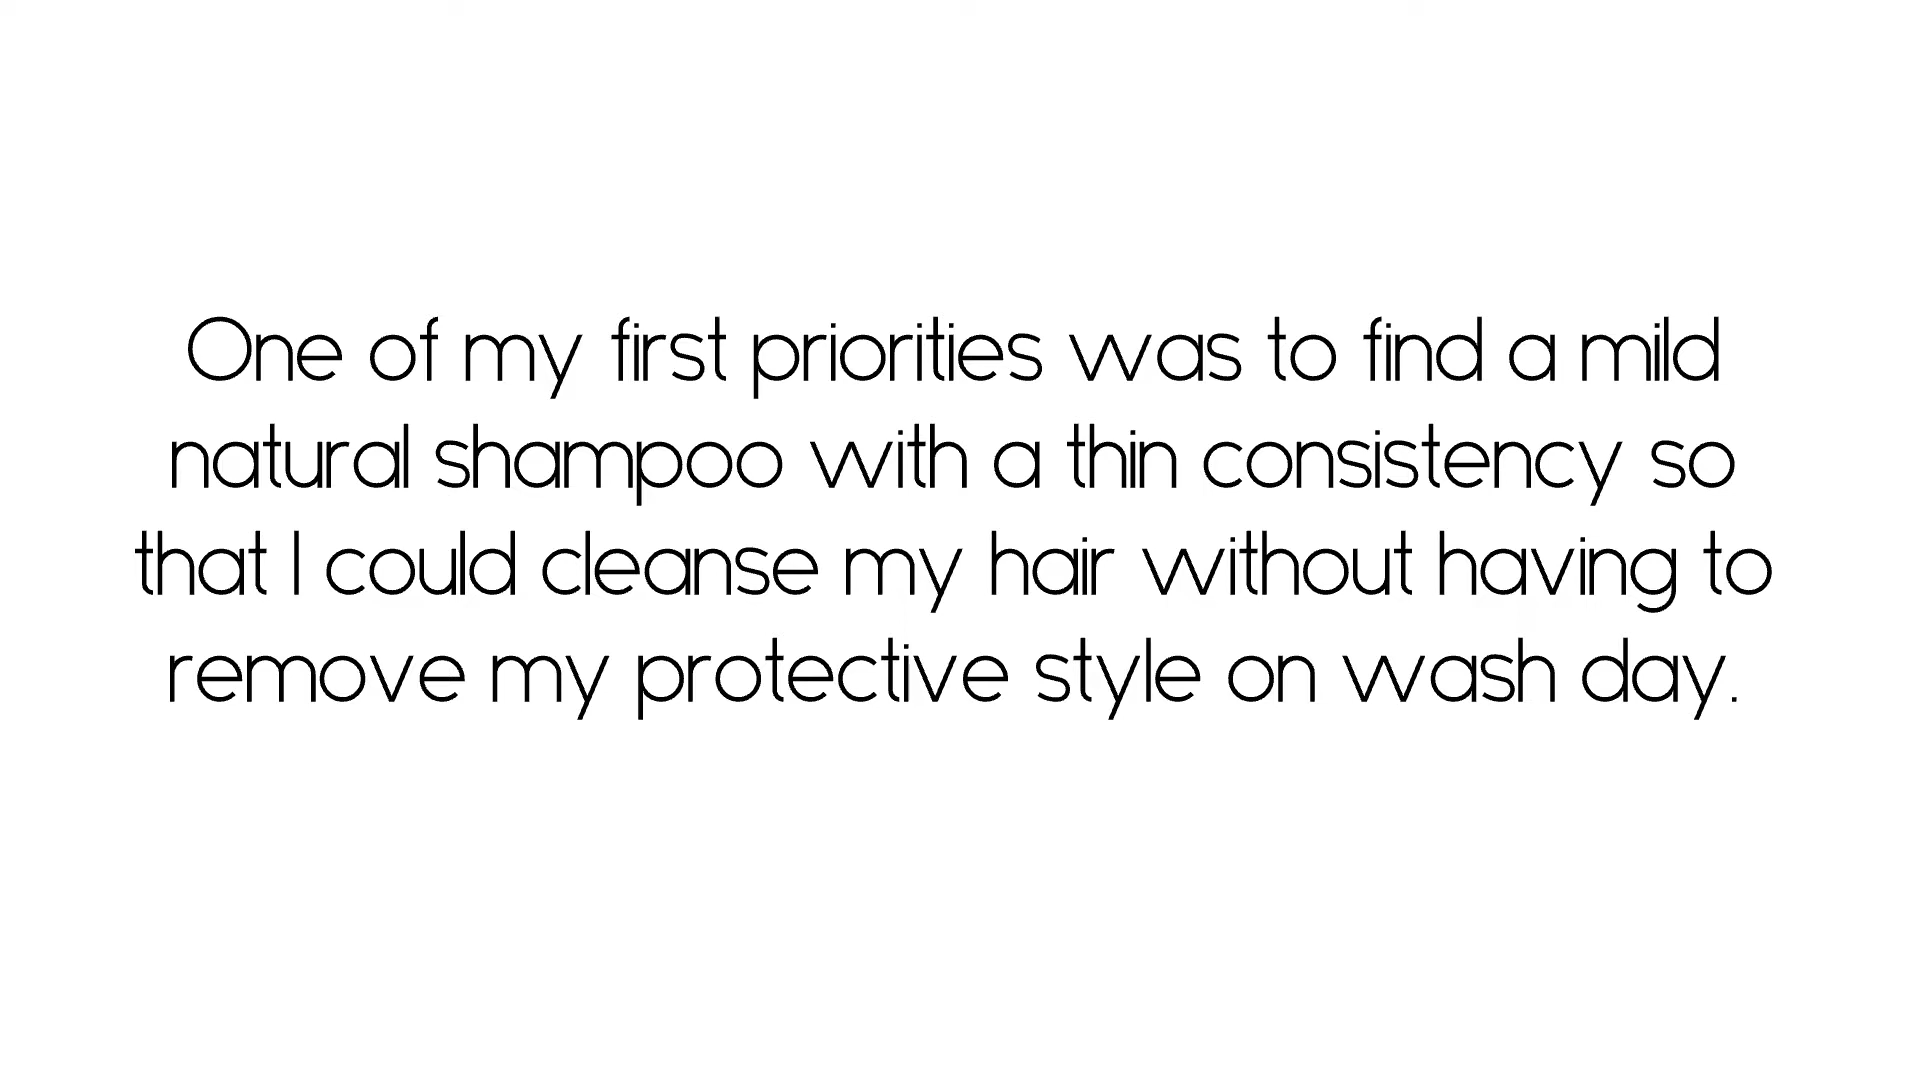 One of my first priorities was to find a mild
natural shampoo with a thin consistency so
that I could cleanse my hair without having to
remove my protective style on wash day.